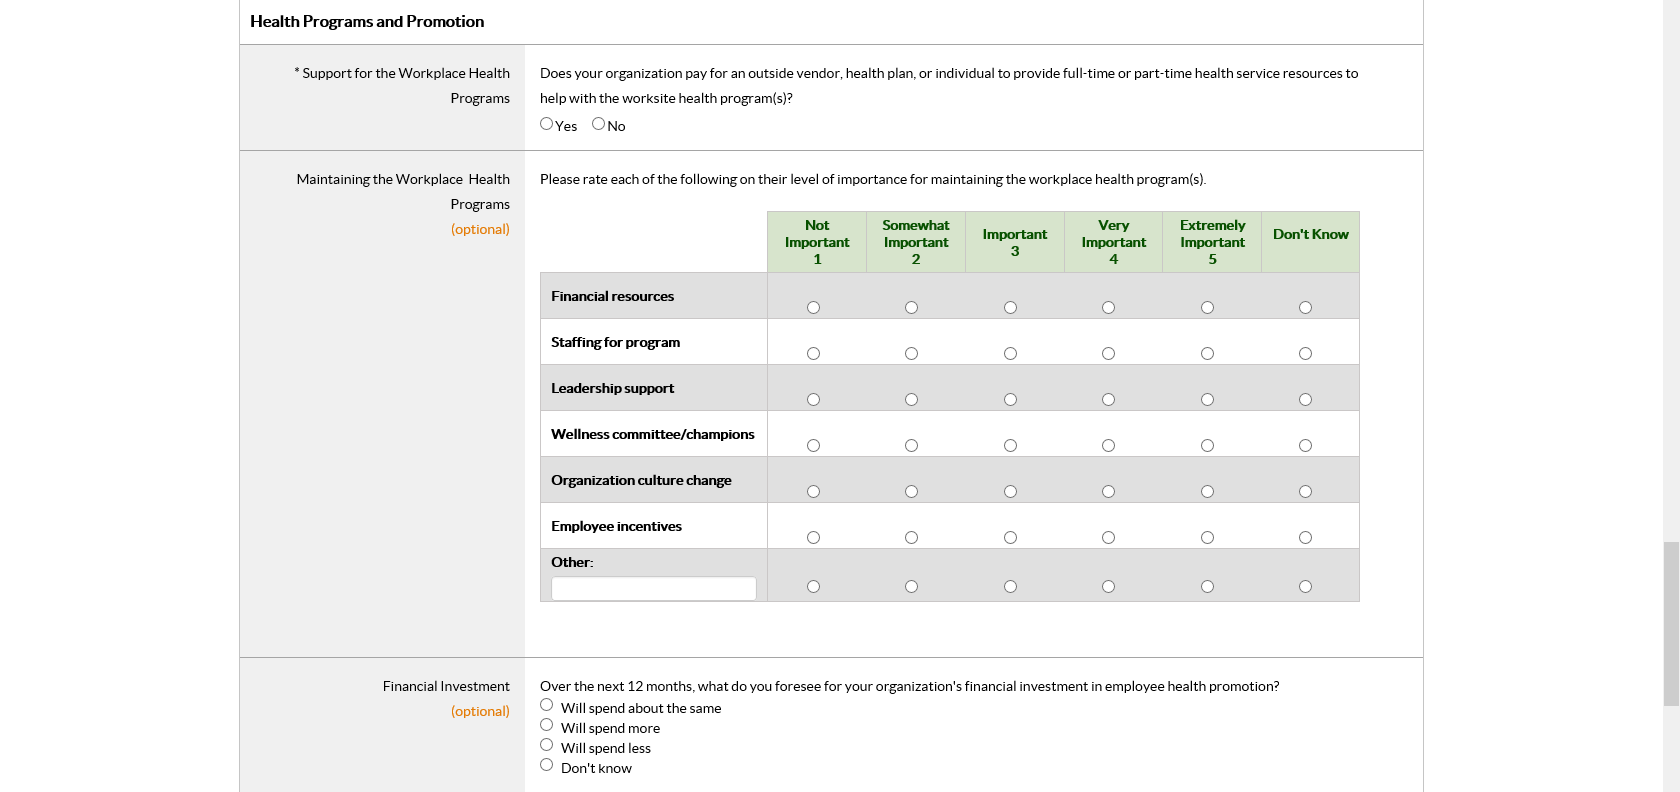 Health Programs and Promotion
* Support for the Workplace Health
Programs
Does your organization pay for an outside vendor, health plan, or individual to provide full-time or part-time health service resources to
help with the worksite health program(s)?
Yes No
Maintaining the Workplace Health
Programs
(optional)
Please rate each of the following on their level of importance for maintaining the workplace health program(s).
Not
Important
1
Somewhat
Important
2
Important
3
Very
Important
4
Extremely
Important
5
Don't Know
Financial resources
Staffing for program
Leadership support
Wellness committee/champions
Organization culture change
Employee incentives
Other:
Financial Investment
(optional)
Over the next 12 months, what do you foresee for your organization's financial investment in employee health promotion?
Will spend about the same
Will spend more
Will spend less
Don't know